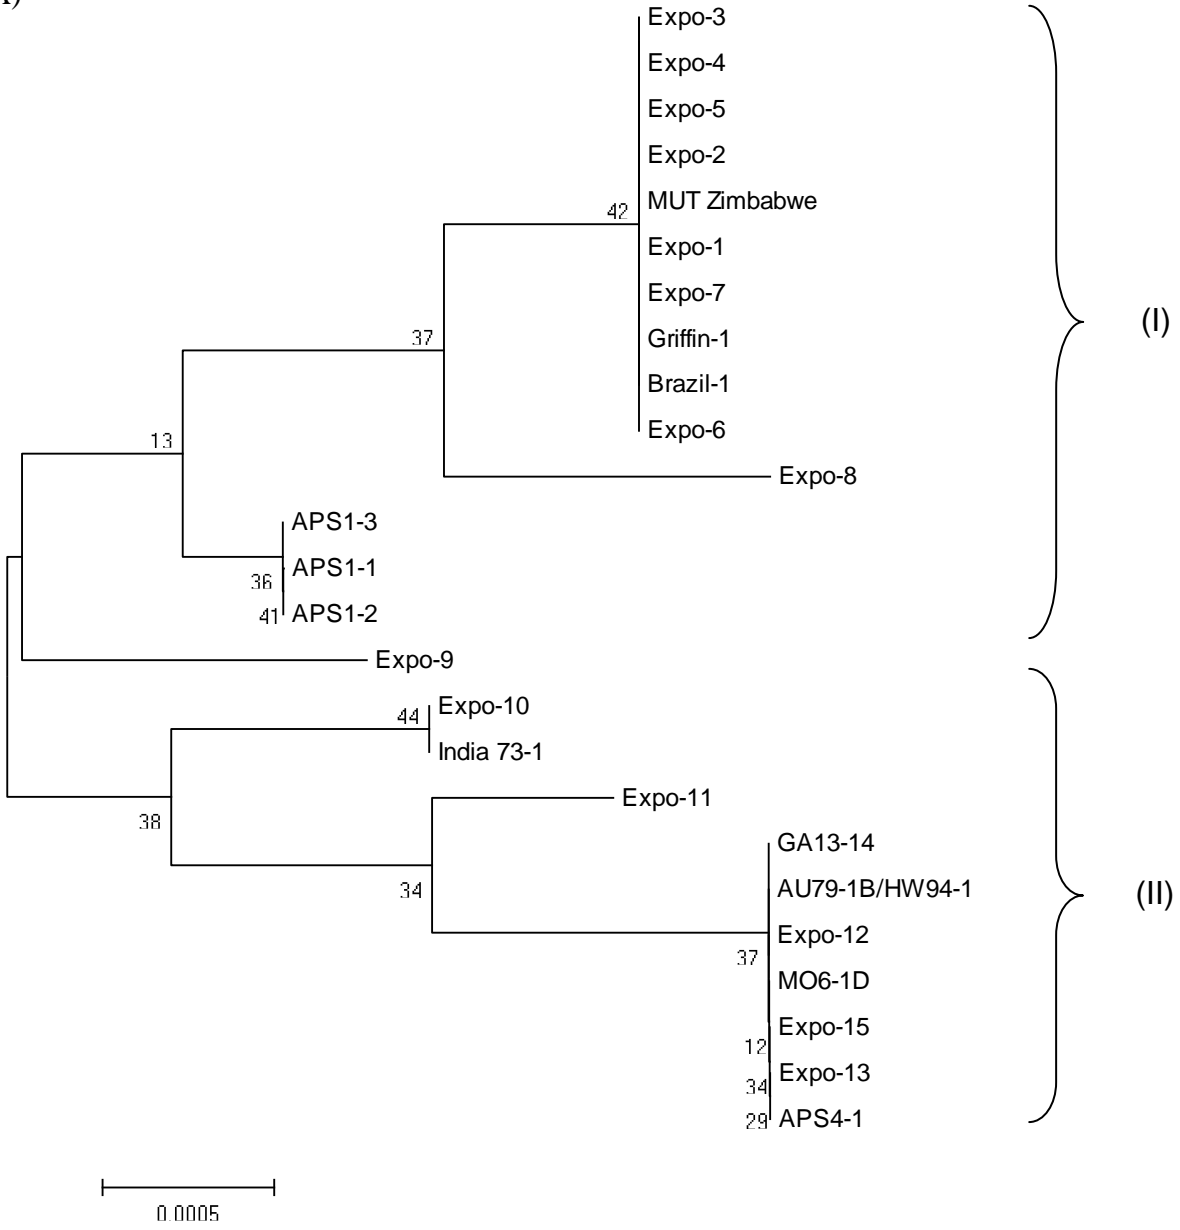 Expo-3
Expo-4
Expo-5
Expo-2
MUT Zimbabwe
42
Expo-1
Expo-7
(I)
Griffin-1
37
Brazil-1
Expo-6
13
Expo-8
APS1-3
APS1-1
36
41 APS1-2
Expo-9
Expo-10
44
India 73-1
Expo-11
38
GA13-14
AU79-1B/HW94-1
(II)
34
Expo-12
37
MO6-1D
Expo-15
12
Expo-13
34
29 APS4-1
0.0005